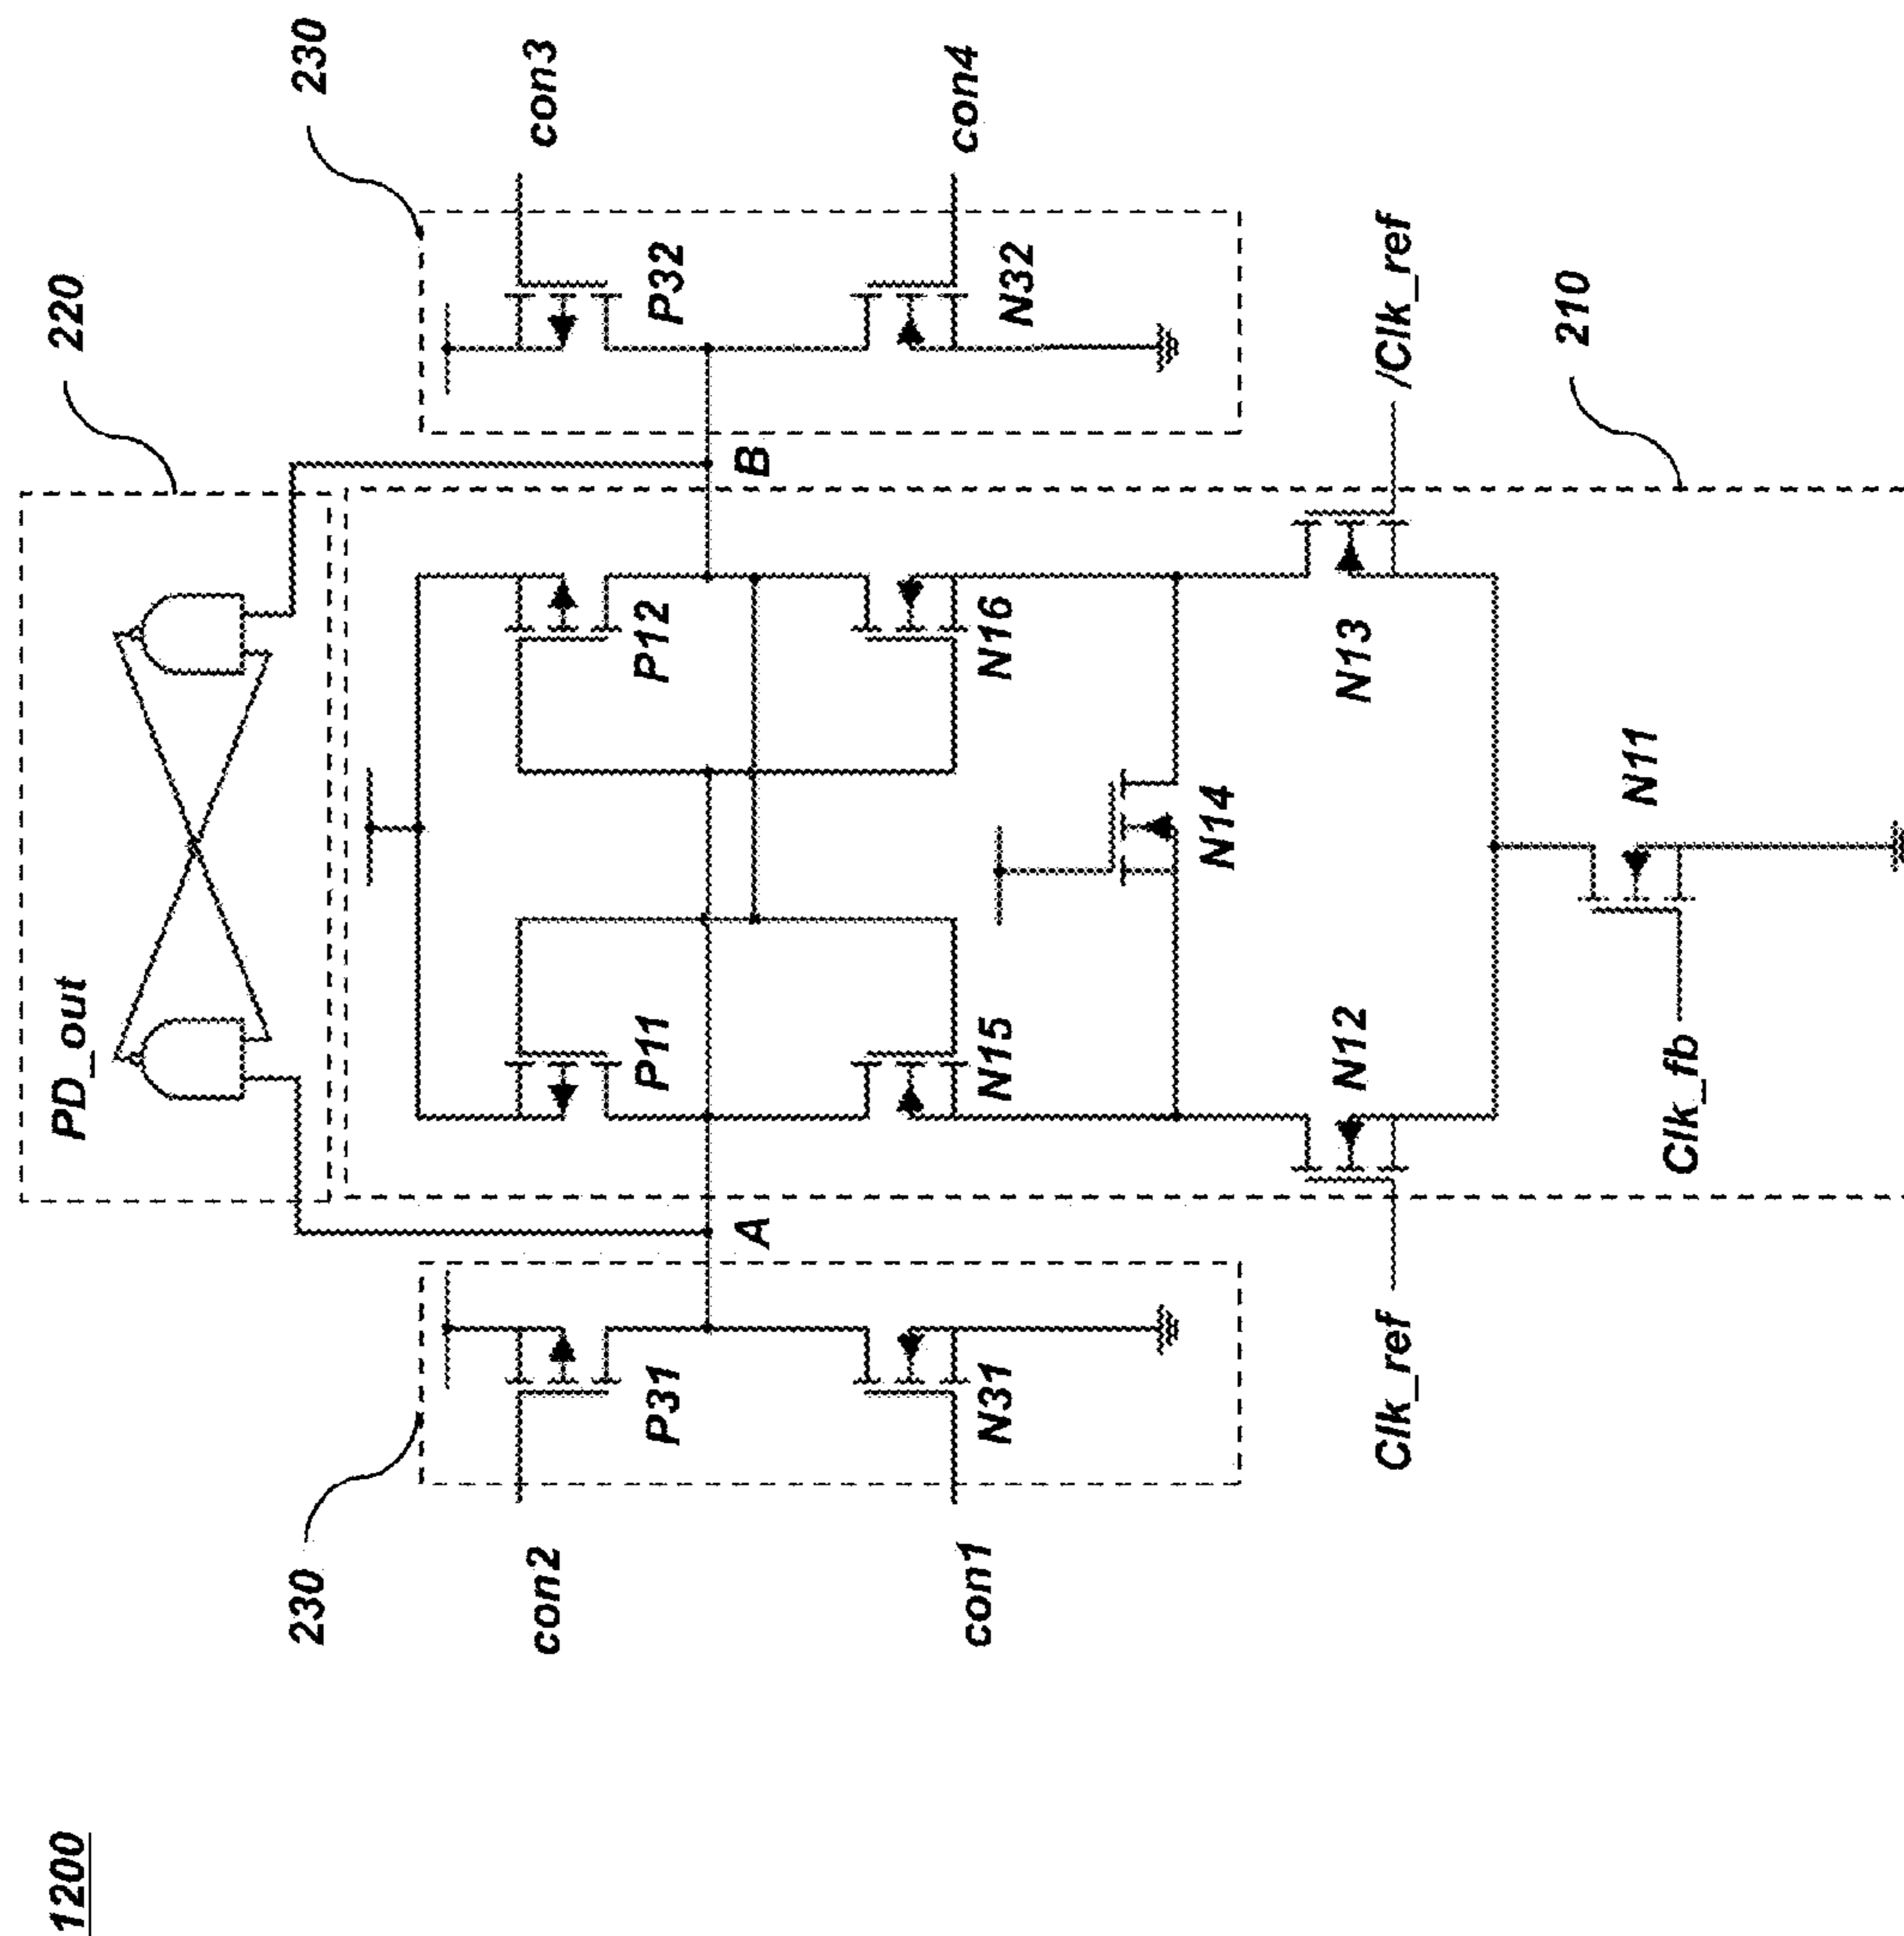 1200
220
230
230
PD_out
con2
con3
P31
P11
P12
P32
A
B
con1
con4
N31
N15
N16
N32
N14
Clk_ref
/Clk_ref
N12
N13
210
Clk_fb
N11